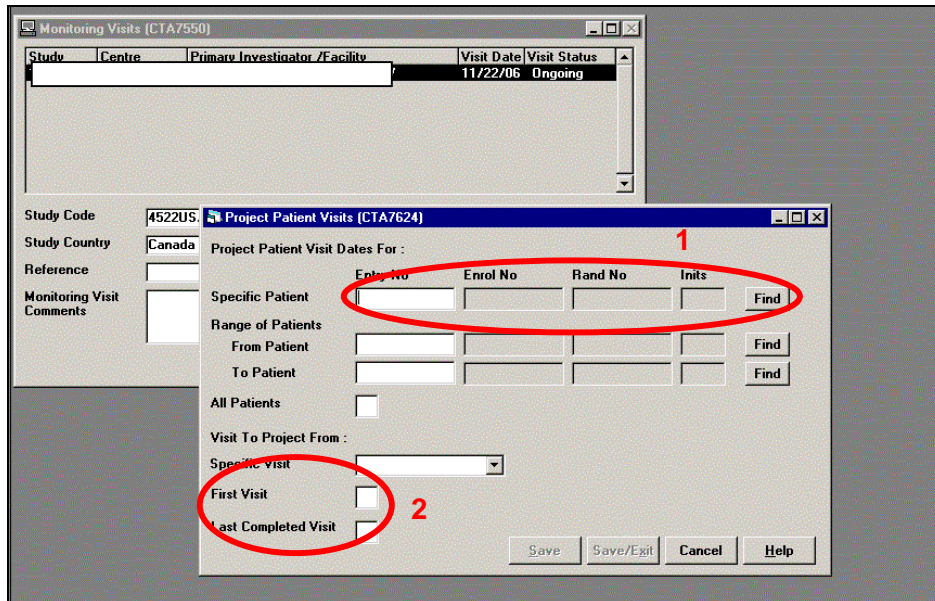 Monitoring Visits (CTA7550)
Study Centre Primary Investigator /Facility Visit Date Visit Status
11/22/06 Ongoing
Study Code 4522US
Study Country Canada
Reference
Monitoring Visit
Comments
Project Patient Visits (CTA7624)
1
Project Patient Visit Dates For :
Entry No Enrol No Rand No Inits
Specific Patient Find
Range of Patients
From Patient Find
To Patient Find
All Patients
Visit To Project From :
Specific Visit
First Visit
2
Last Completed Visit
Save Save/Exit Cancel Help